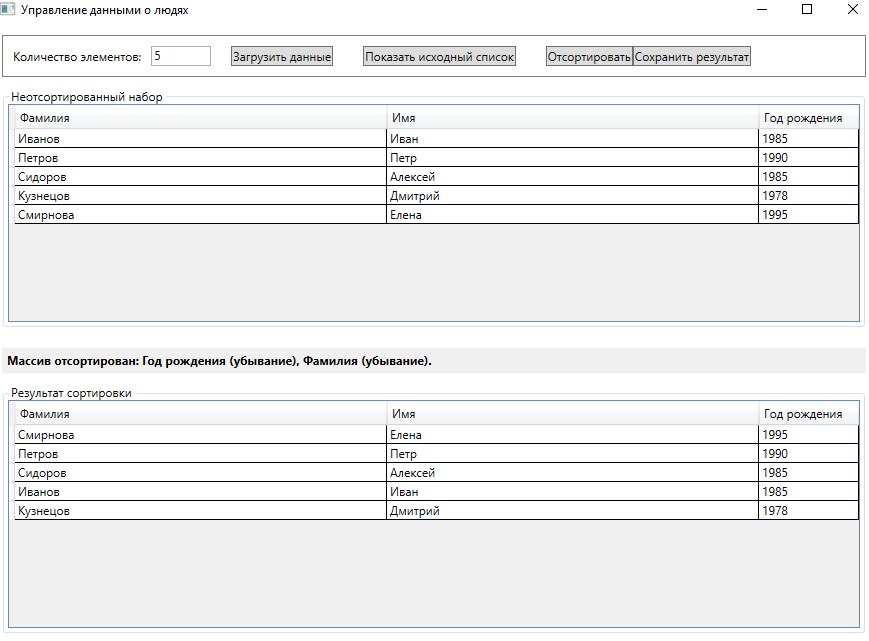 Управление данными о людях
Количество элементов: 5 Загрузить данные Показать исходный список Отсортировать Сохранить результат
Неотсортированный набор
Фамилия Имя Год рождения
Иванов Иван 1985
Петров Петр 1990
Сидоров Алексей 1985
Кузнецов Дмитрий 1978
Смирнова Елена 1995
Массив отсортирован: Год рождения (убывание), Фамилия (убывание).
Результат сортировки
Фамилия Имя Год рождения
Смирнова Елена 1995
Петров Петр 1990
Сидоров Алексей 1985
Иванов Иван 1985
Кузнецов Дмитрий 1978